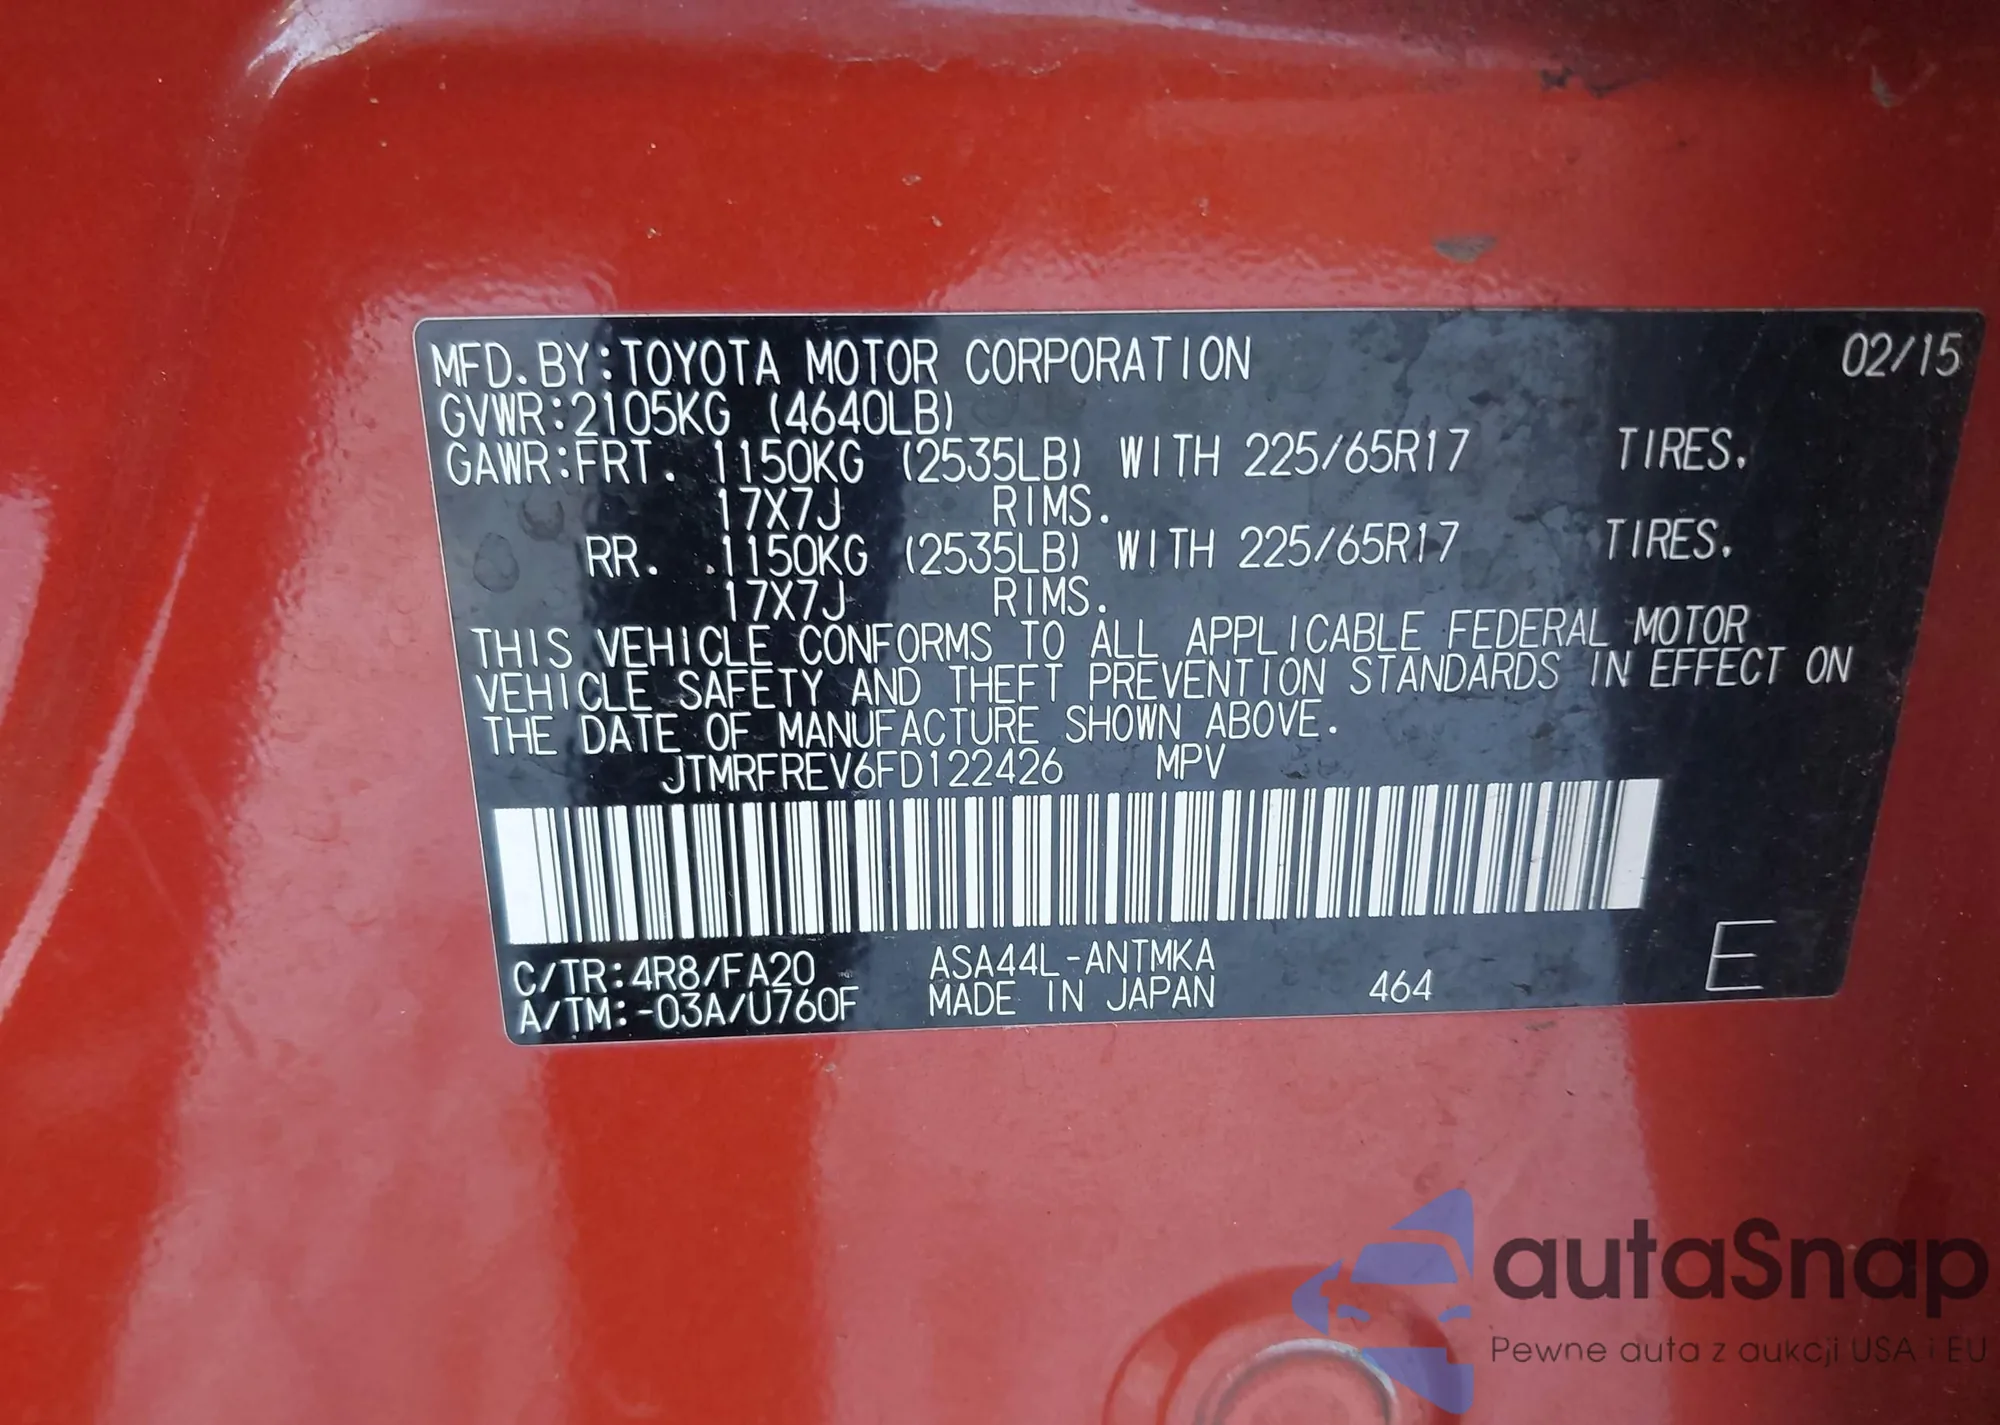 MFD.BY:TOYOTA MOTOR CORPORATION 02/15
GVWR:2105KG (4640LB)
GAWR:FRT. 1150KG (2535LB) WITH 225/65R17 TIRES.
17X7J RIMS.
RR. 1150KG (2535LB) WITH 225/65R17 TIRES.
17X7J RIMS.
THIS VEHICLE CONFORMS TO ALL APPLICABLE FEDERAL MOTOR
VEHICLE SAFETY AND THEFT PREVENTION STANDARDS IN EFFECT ON
THE DATE OF MANUFACTURE SHOWN ABOVE.
JTMRFREV6FD122426 MPV
C/TR:4R8/FA20 ASA44L-ANTMKA
A/TM:-03A/U760F MADE IN JAPAN 464 E
autaSnap
Pewne auta z aukcji USA i EU